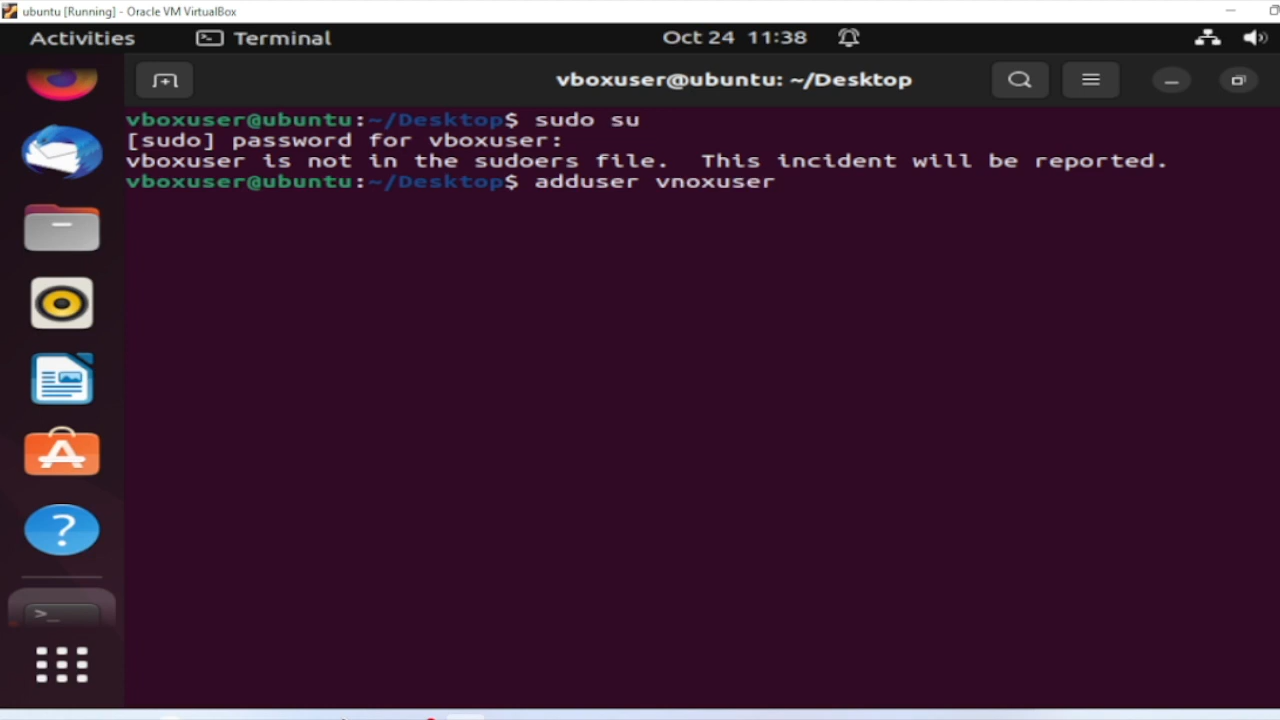 ubuntu [Running] - Oracle VM VirtualBox
Activities Terminal Oct 24 11:38
vboxuser@ubuntu: ~/Desktop
vboxuser@ubuntu:~/Desktop$ sudo su
[sudo] password for vboxuser:
vboxuser is not in the sudoers file.  This incident will be reported.
vboxuser@ubuntu:~/Desktop$ adduser vnoxuser